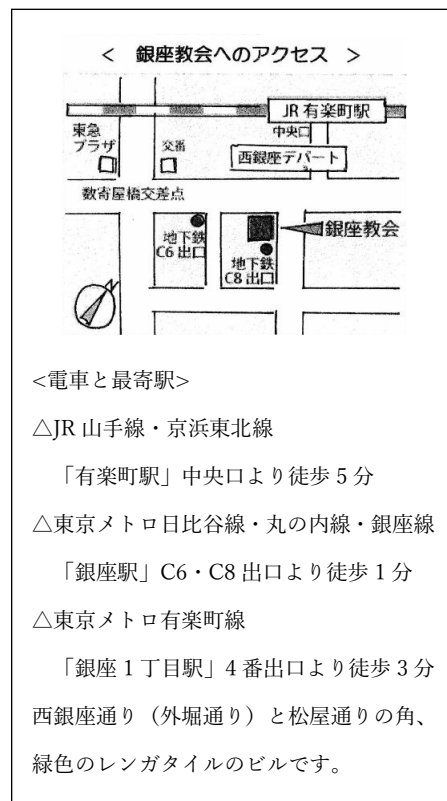 < 銀座教会へのアクセス >
JR 有楽町駅
中央口
東急
プラザ
交番
西銀座デパート
数寄屋橋交差点
銀座教会
地下鉄
C6 出口
地下鉄
C8 出口
<電車と最寄駅>
△JR 山手線・京浜東北線
「有楽町駅」中央口より徒歩 5 分
△東京メトロ日比谷線・丸の内線・銀座線
「銀座駅」C6・C8 出口より徒歩 1 分
△東京メトロ有楽町線
「銀座 1 丁目駅」4 番出口より徒歩 3 分
西銀座通り（外堀通り）と松屋通りの角、
緑色のレンガタイルのビルです。